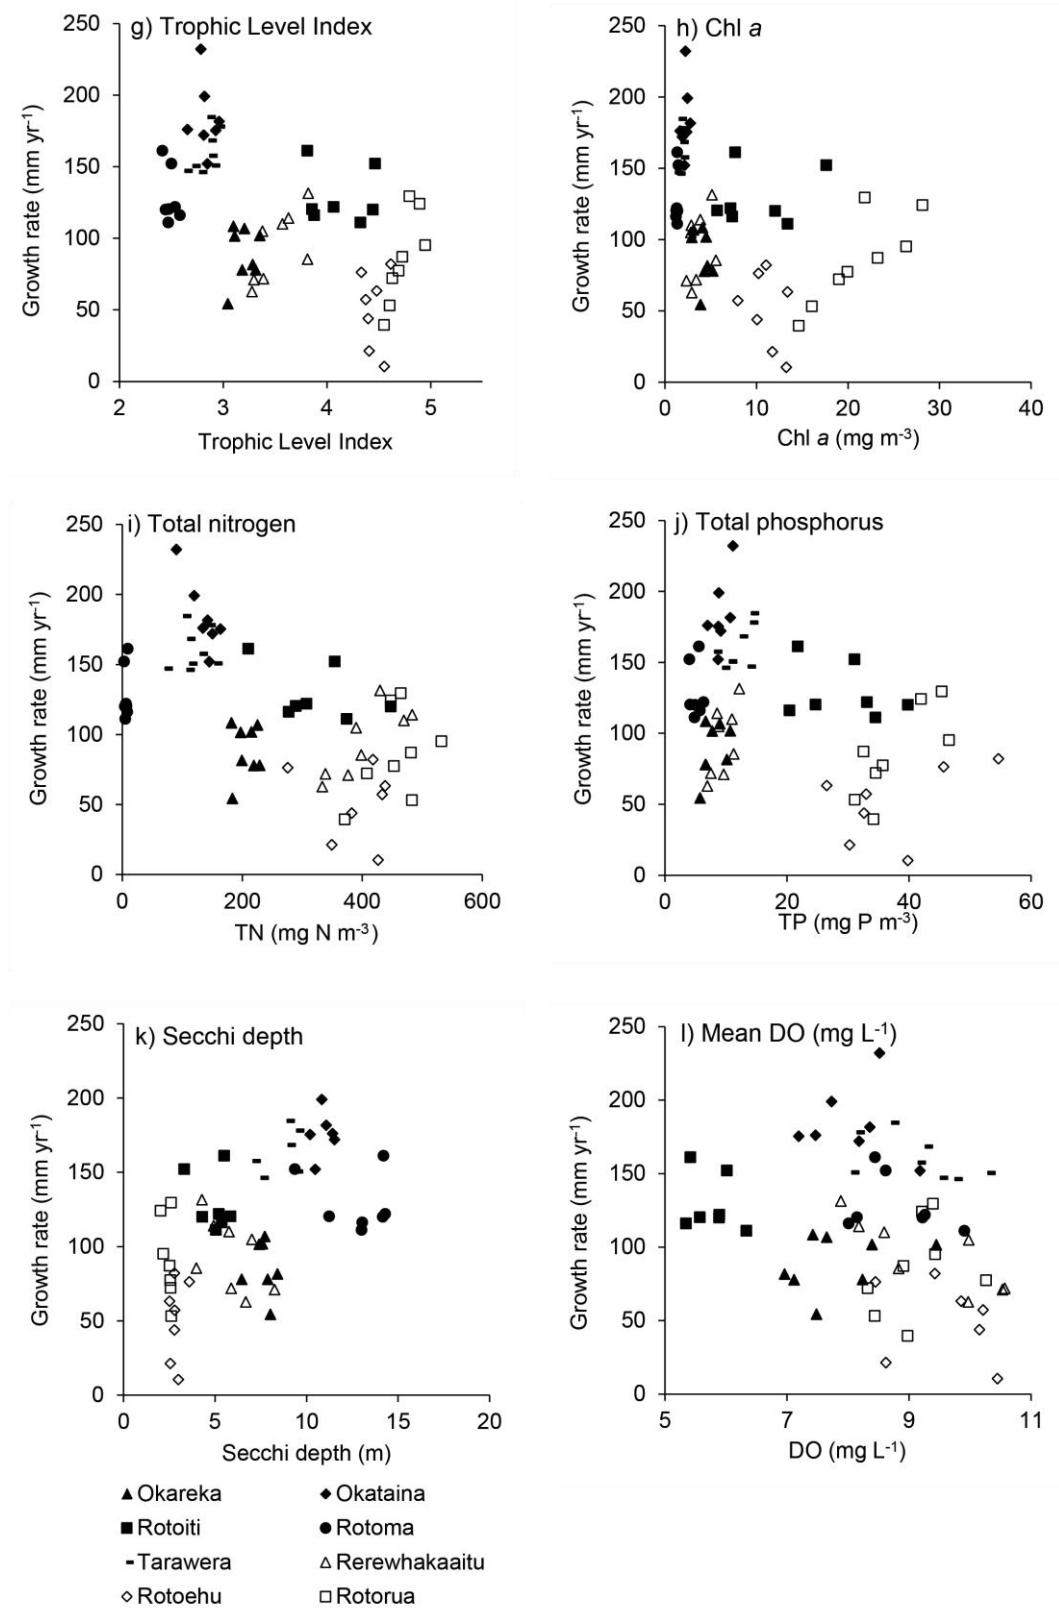 g) Trophic Level Index
Growth rate (mm yr⁻¹)
250
200
150
100
50
0
2 3 4 5
Trophic Level Index
h) Chl a
Growth rate (mm yr⁻¹)
250
200
150
100
50
0
0 10 20 30 40
Chl a (mg m⁻³)
i) Total nitrogen
Growth rate (mm yr⁻¹)
250
200
150
100
50
0
0 200 400 600
TN (mg N m⁻³)
j) Total phosphorus
Growth rate (mm yr⁻¹)
250
200
150
100
50
0
0 20 40 60
TP (mg P m⁻³)
k) Secchi depth
Growth rate (mm yr⁻¹)
250
200
150
100
50
0
0 5 10 15 20
Secchi depth (m)
l) Mean DO (mg L⁻¹)
Growth rate (mm yr⁻¹)
250
200
150
100
50
0
5 7 9 11
DO (mg L⁻¹)
Okareka Okataina
Rotoiti Rotoma
Tarawera Rerewhakaaitu
Rotoehu Rotorua